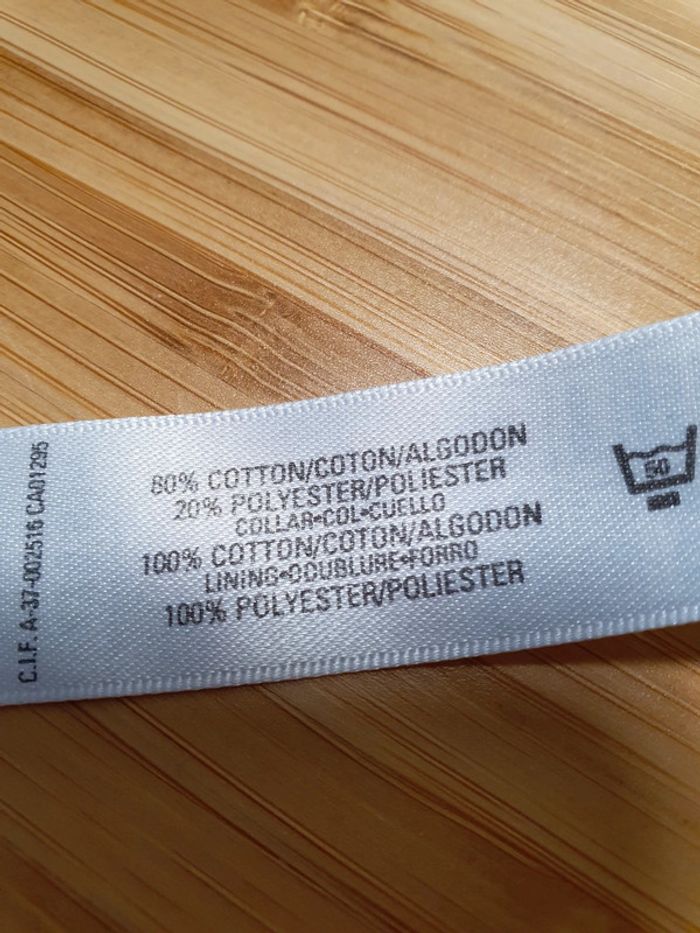 C.I.F. A-37-002516 CA01295
80% COTTON/COTON/ALGODON
20% POLYESTER/POLIESTER
COLLAR•COL•CUELLO
100% COTTON/COTON/ALGODON
LINING•DOUBLURE•FORRO
100% POLYESTER/POLIESTER
50